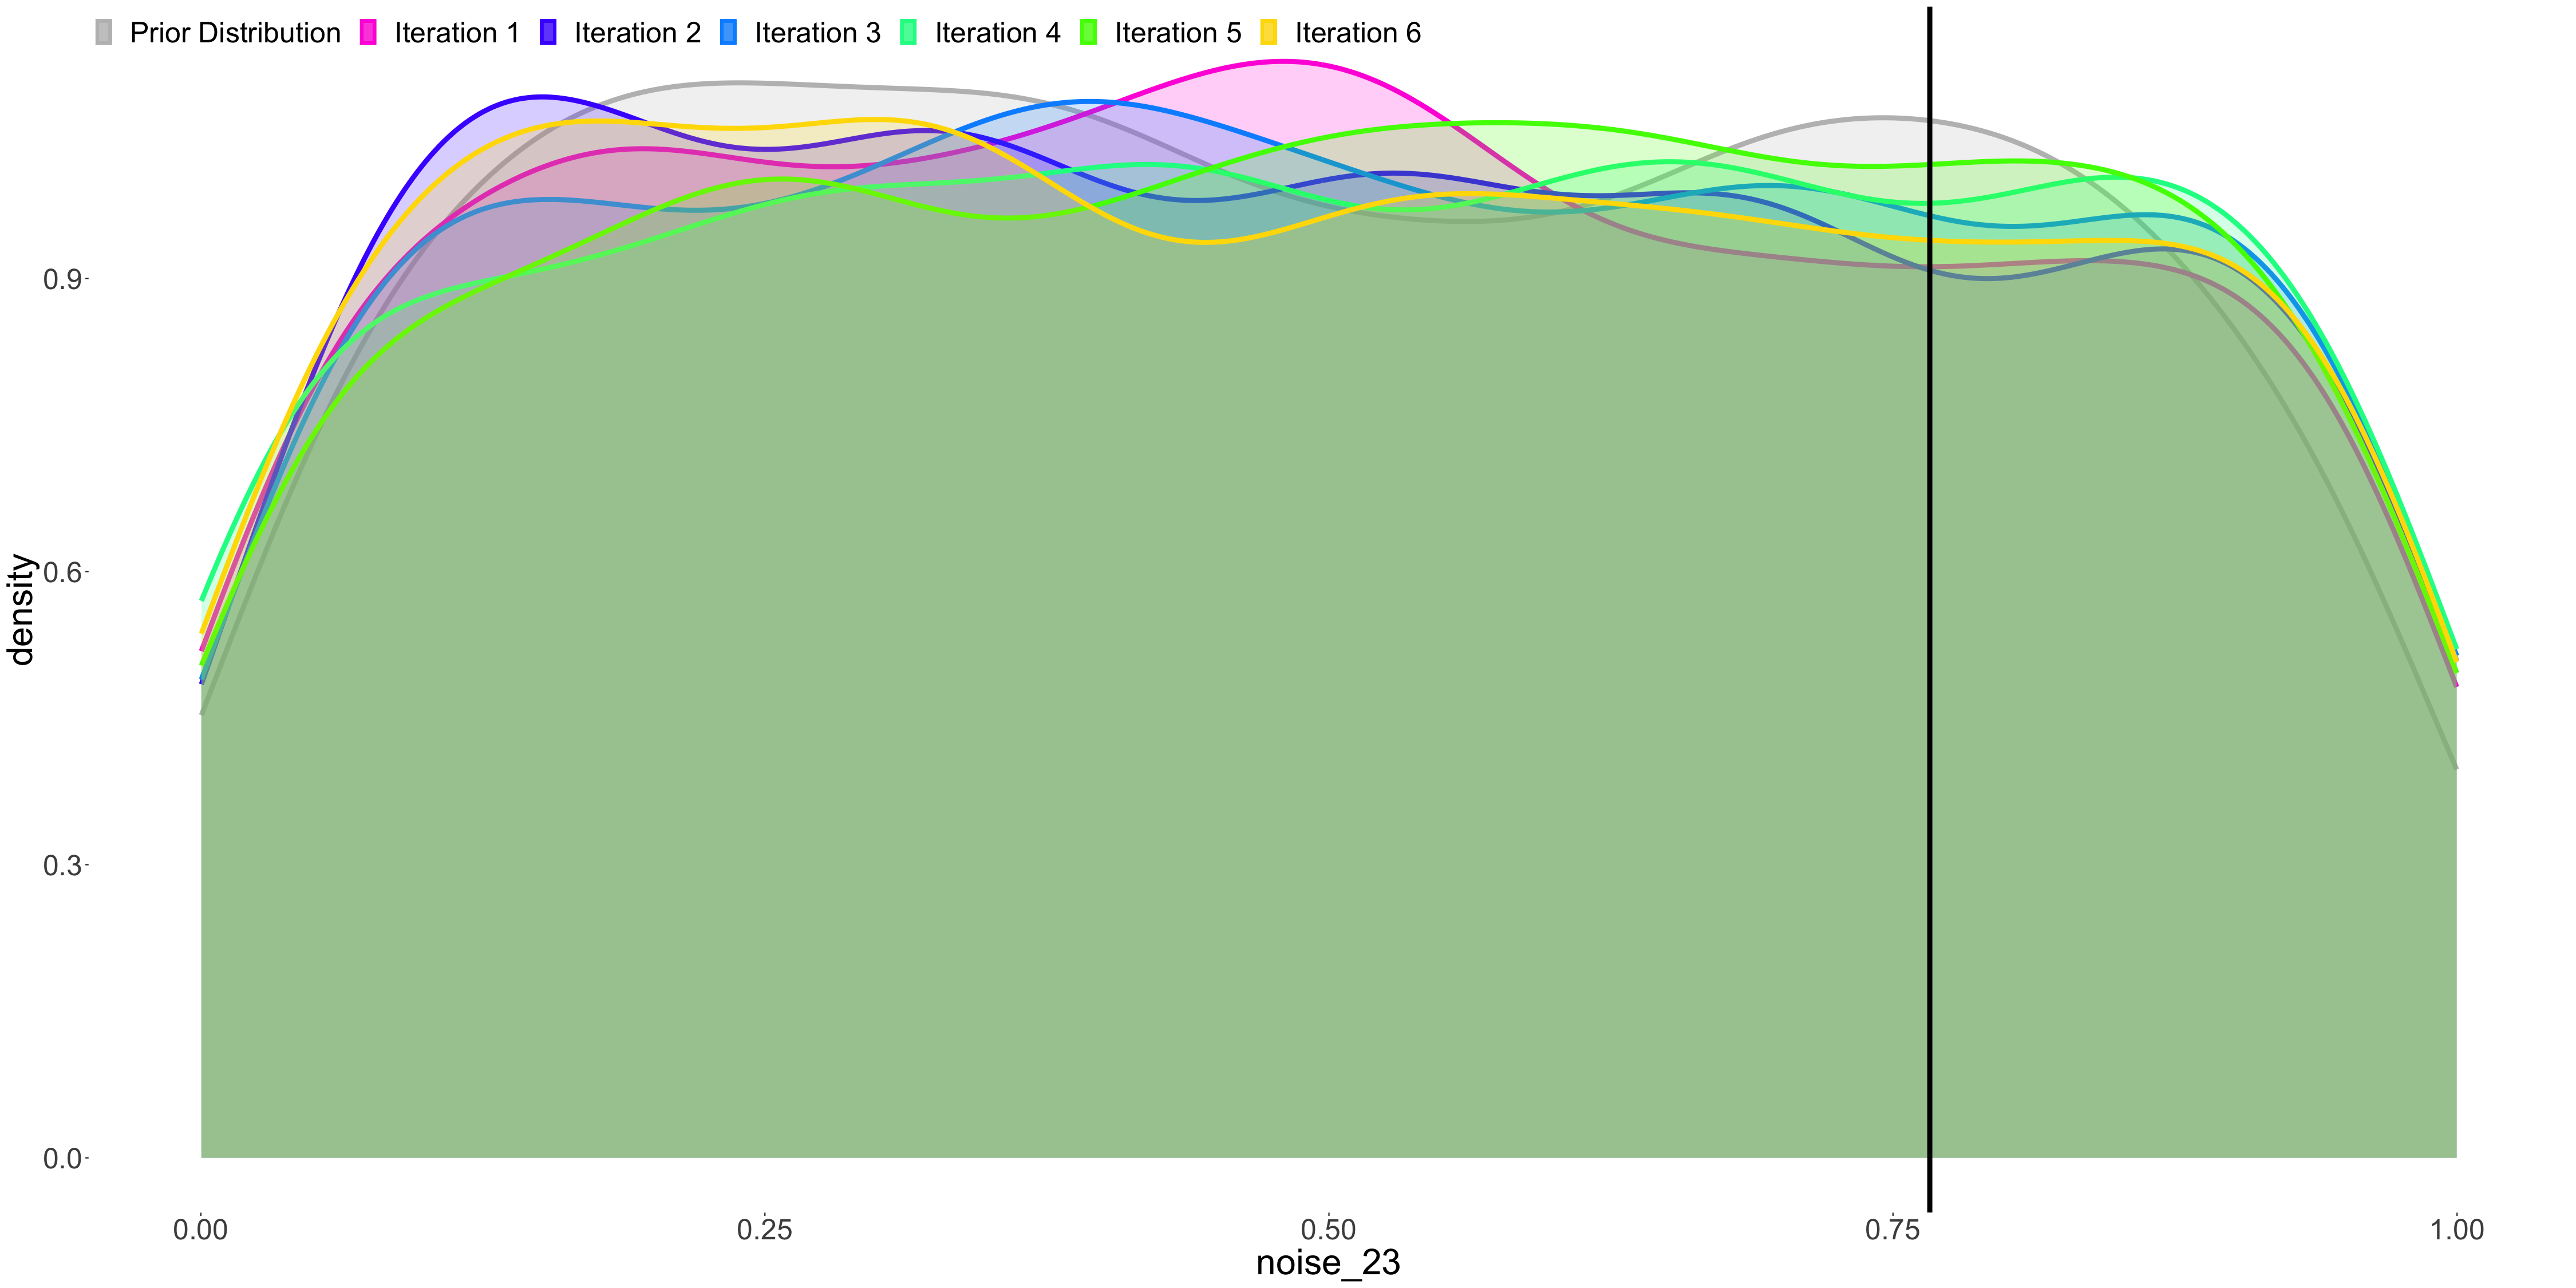 Prior Distribution Iteration 1 Iteration 2 Iteration 3 Iteration 4 Iteration 5 Iteration 6
density
0.9
0.6
0.3
0.0
0.00 0.25 0.50 0.75 1.00
noise_23